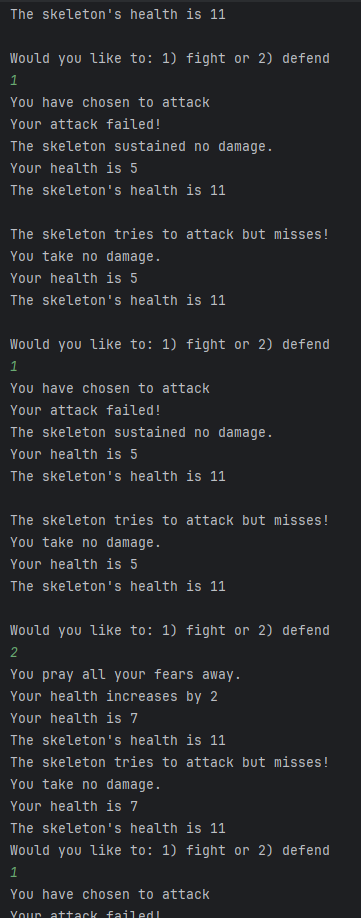 The skeleton's health is 11
Would you like to: 1) fight or 2) defend
1
You have chosen to attack
Your attack failed!
The skeleton sustained no damage.
Your health is 5
The skeleton's health is 11
The skeleton tries to attack but misses!
You take no damage.
Your health is 5
The skeleton's health is 11
Would you like to: 1) fight or 2) defend
1
You have chosen to attack
Your attack failed!
The skeleton sustained no damage.
Your health is 5
The skeleton's health is 11
The skeleton tries to attack but misses!
You take no damage.
Your health is 5
The skeleton's health is 11
Would you like to: 1) fight or 2) defend
2
You pray all your fears away.
Your health increases by 2
Your health is 7
The skeleton's health is 11
The skeleton tries to attack but misses!
You take no damage.
Your health is 7
The skeleton's health is 11
Would you like to: 1) fight or 2) defend
1
You have chosen to attack
Your attack failed!